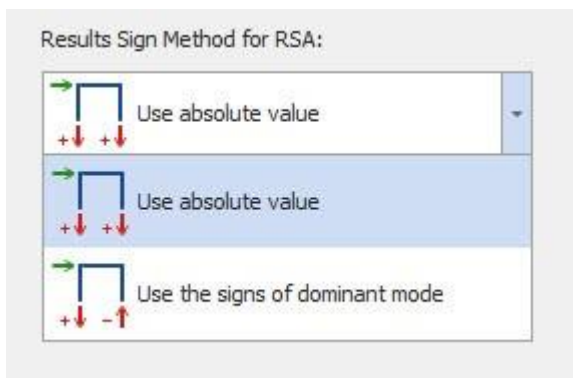 Results Sign Method for RSA:
Use absolute value
+ +
Use absolute value
+ +
Use the signs of dominant mode
+ -